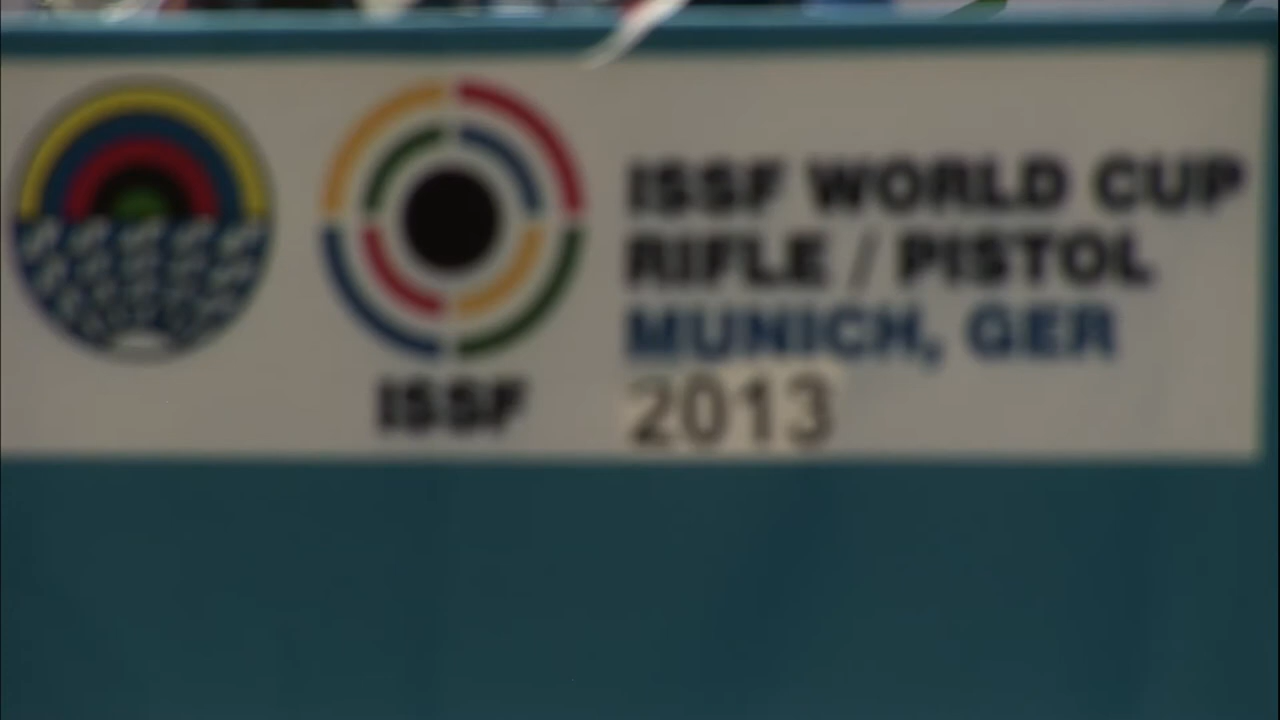 ISSF WORLD CUP
RIFLE / PISTOL
MUNICH, GER
2013
ISSF